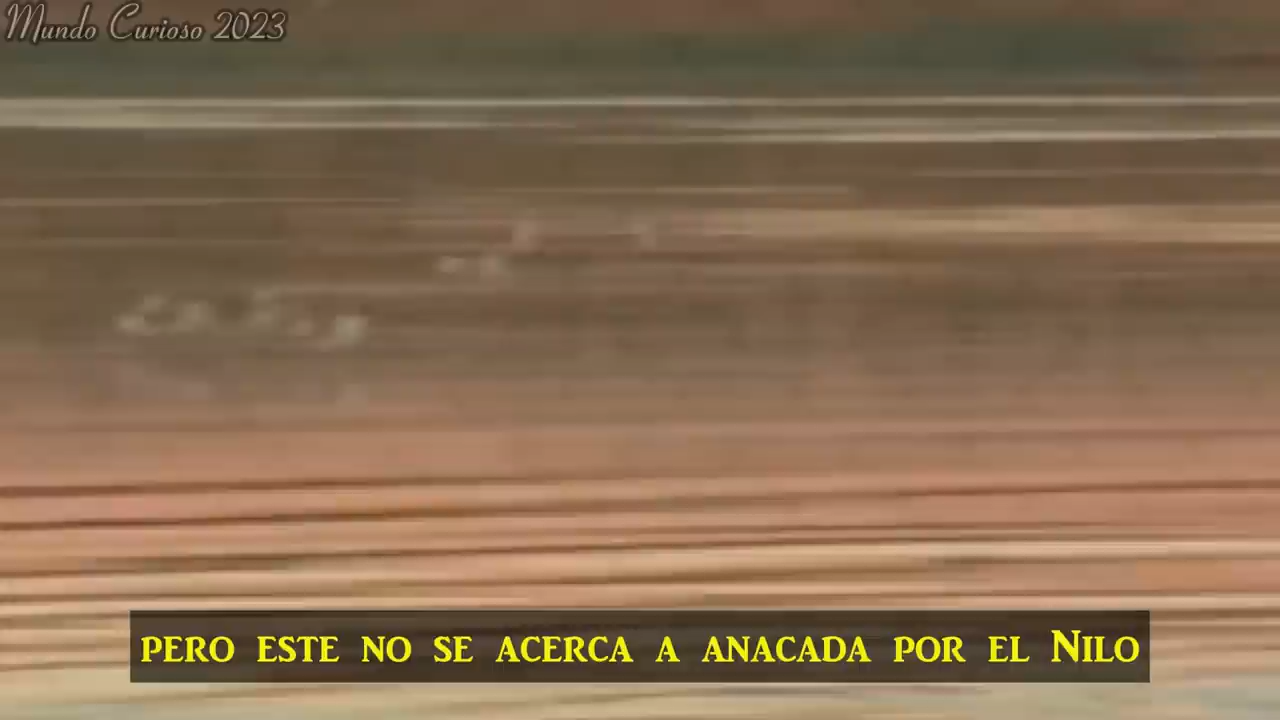 Mundo Curioso 2023
PERO ESTE NO SE ACERCA A ANACADA POR EL NILO